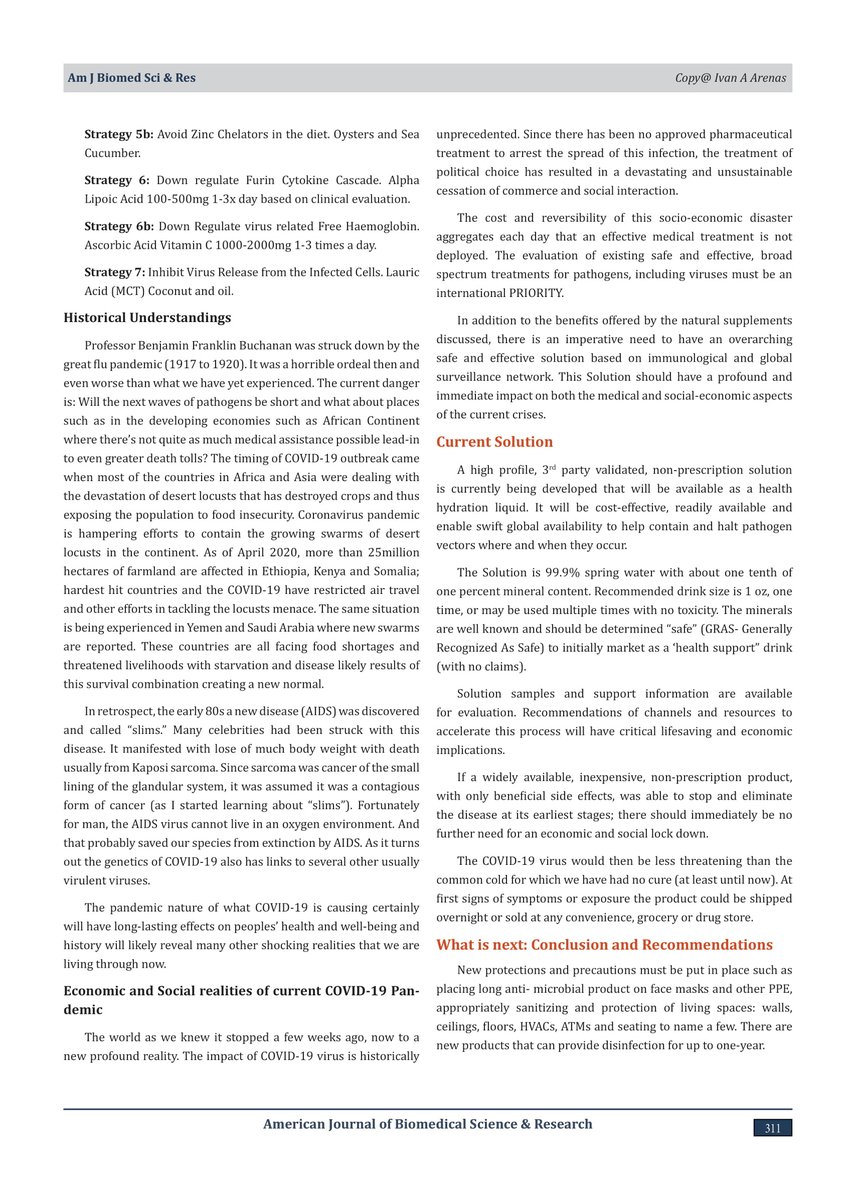 Am J Biomed Sci & Res
Copy@ Ivan A Arenas
Strategy 5b: Avoid Zinc Chelators in the diet. Oysters and Sea
Cucumber.
Strategy 6: Down regulate Furin Cytokine Cascade. Alpha
Lipoic Acid 100-500mg 1-3x day based on clinical evaluation.
Strategy 6b: Down Regulate virus related Free Haemoglobin.
Ascorbic Acid Vitamin C 1000-2000mg 1-3 times a day.
Strategy 7: Inhibit Virus Release from the Infected Cells. Lauric
Acid (MCT) Coconut and oil.
Historical Understandings
Professor Benjamin Franklin Buchanan was struck down by the
great flu pandemic (1917 to 1920). It was a horrible ordeal then and
even worse than what we have yet experienced. The current danger
is: Will the next waves of pathogens be short and what about places
such as in the developing economies such as African Continent
where there's not quite as much medical assistance possible lead-in
to even greater death tolls? The timing of COVID-19 outbreak came
when most of the countries in Africa and Asia were dealing with
the devastation of desert locusts that has destroyed crops and thus
exposing the population to food insecurity. Coronavirus pandemic
is hampering efforts to contain the growing swarms of desert
locusts in the continent. As of April 2020, more than 25million
hectares of farmland are affected in Ethiopia, Kenya and Somalia;
hardest hit countries and the COVID-19 have restricted air travel
and other efforts in tackling the locusts menace. The same situation
is being experienced in Yemen and Saudi Arabia where new swarms
are reported. These countries are all facing food shortages and
threatened livelihoods with starvation and disease likely results of
this survival combination creating a new normal.
In retrospect, the early 80s a new disease (AIDS) was discovered
and called “slims.” Many celebrities had been struck with this
disease. It manifested with lose of much body weight with death
usually from Kaposi sarcoma. Since sarcoma was cancer of the small
lining of the glandular system, it was assumed it was a contagious
form of cancer (as I started learning about “slims”). Fortunately
for man, the AIDS virus cannot live in an oxygen environment. And
that probably saved our species from extinction by AIDS. As it turns
out the genetics of COVID-19 also has links to several other usually
virulent viruses.
The pandemic nature of what COVID-19 is causing certainly
will have long-lasting effects on peoples’ health and well-being and
history will likely reveal many other shocking realities that we are
living through now.
Economic and Social realities of current COVID-19 Pan-
demic
The world as we knew it stopped a few weeks ago, now to a
new profound reality. The impact of COVID-19 virus is historically
unprecedented. Since there has been no approved pharmaceutical
treatment to arrest the spread of this infection, the treatment of
political choice has resulted in a devastating and unsustainable
cessation of commerce and social interaction.
The cost and reversibility of this socio-economic disaster
aggregates each day that an effective medical treatment is not
deployed. The evaluation of existing safe and effective, broad
spectrum treatments for pathogens, including viruses must be an
international PRIORITY.
In addition to the benefits offered by the natural supplements
discussed, there is an imperative need to have an overarching
safe and effective solution based on immunological and global
surveillance network. This Solution should have a profound and
immediate impact on both the medical and social-economic aspects
of the current crises.
Current Solution
A high profile, 3rd party validated, non-prescription solution
is currently being developed that will be available as a health
hydration liquid. It will be cost-effective, readily available and
enable swift global availability to help contain and halt pathogen
vectors where and when they occur.
The Solution is 99.9% spring water with about one tenth of
one percent mineral content. Recommended drink size is 1 oz, one
time, or may be used multiple times with no toxicity. The minerals
are well known and should be determined “safe” (GRAS- Generally
Recognized As Safe) to initially market as a ‘health support” drink
(with no claims).
Solution samples and support information are available
for evaluation. Recommendations of channels and resources to
accelerate this process will have critical lifesaving and economic
implications.
If a widely available, inexpensive, non-prescription product,
with only beneficial side effects, was able to stop and eliminate
the disease at its earliest stages; there should immediately be no
further need for an economic and social lock down.
The COVID-19 virus would then be less threatening than the
common cold for which we have had no cure (at least until now). At
first signs of symptoms or exposure the product could be shipped
overnight or sold at any convenience, grocery or drug store.
What is next: Conclusion and Recommendations
New protections and precautions must be put in place such as
placing long anti- microbial product on face masks and other PPE,
appropriately sanitizing and protection of living spaces: walls,
ceilings, floors, HVACs, ATMs and seating to name a few. There are
new products that can provide disinfection for up to one-year.
American Journal of Biomedical Science & Research
311